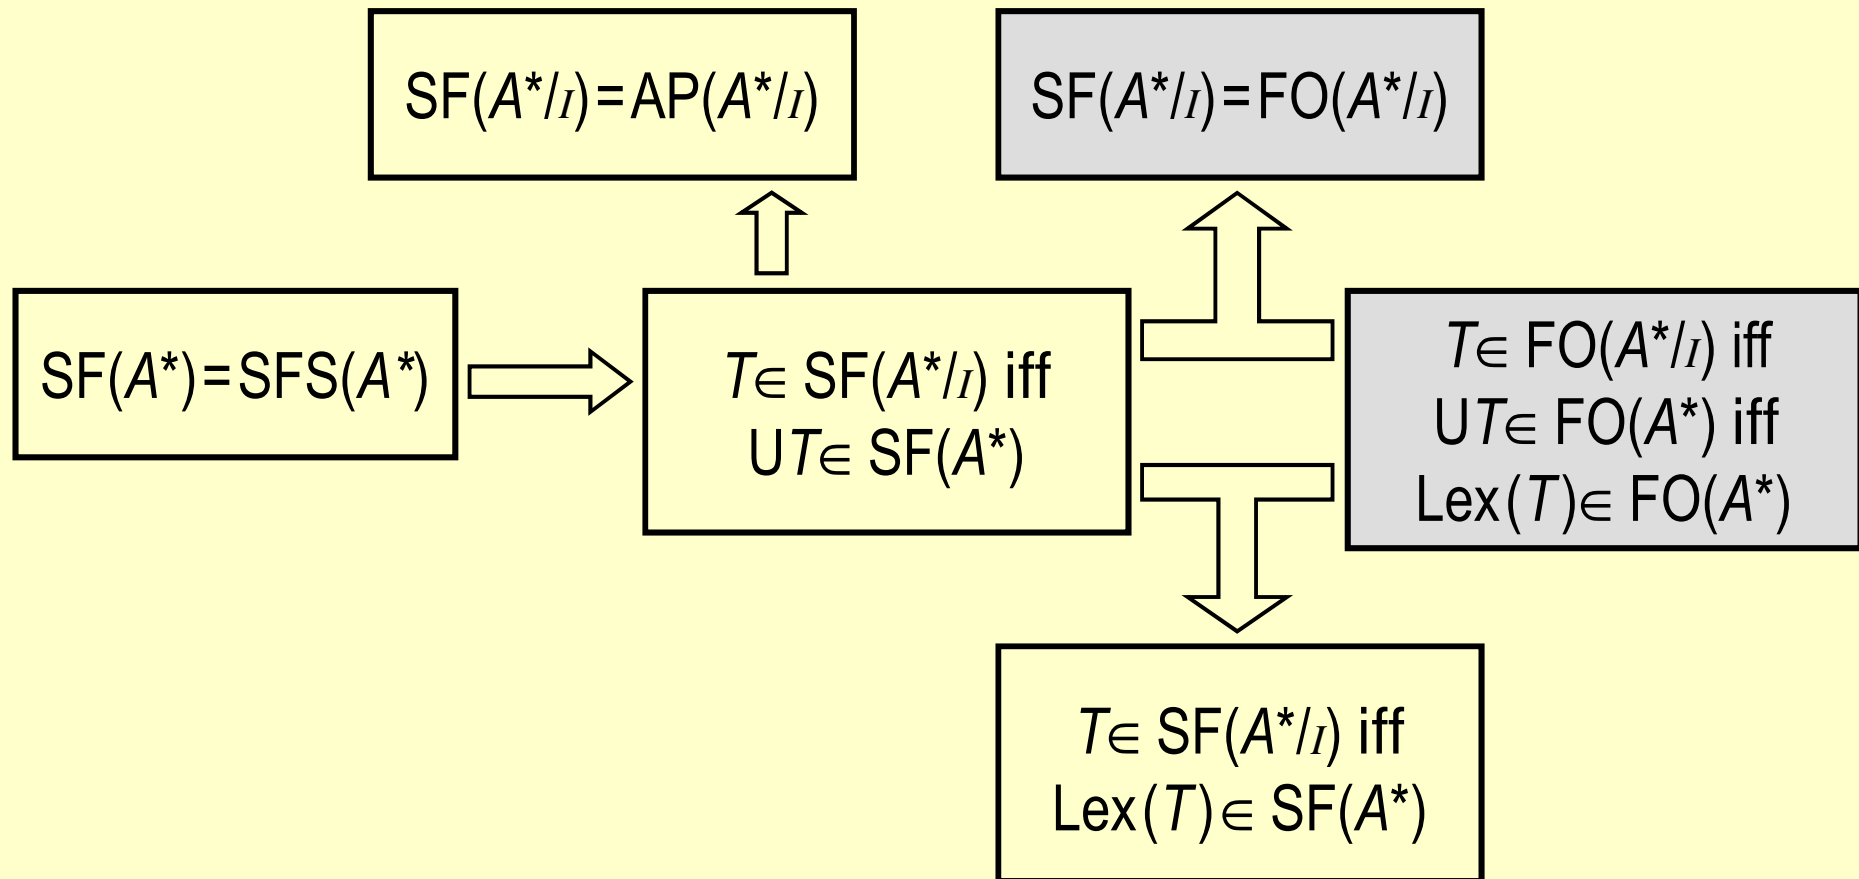 SF(A*/I)=AP(A*/I)
SF(A*/I)=FO(A*/I)
SF(A*)=SFS(A*)
T∈ SF(A*/I) iff
UT∈ SF(A*)
T∈ FO(A*/I) iff
UT∈ FO(A*) iff
Lex(T)∈ FO(A*)
T∈ SF(A*/I) iff
Lex(T)∈ SF(A*)